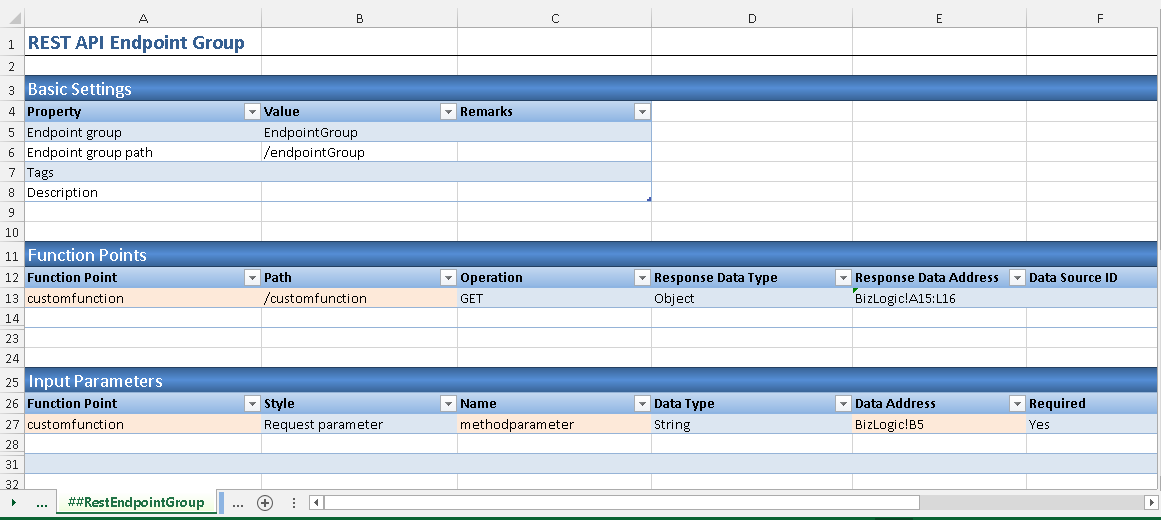 A B C D E F
1 REST API Endpoint Group
2
3 Basic Settings
4 Property Value Remarks
5 Endpoint group EndpointGroup
6 Endpoint group path /endpointGroup
7 Tags
8 Description
9
10
11 Function Points
12 Function Point Path Operation Response Data Type Response Data Address Data Source ID
13 customfunction /customfunction GET Object BizLogic!A15:L16
14
23
24
25 Input Parameters
26 Function Point Style Name Data Type Data Address Required
27 customfunction Request parameter methodparameter String BizLogic!B5 Yes
28
31
32
... ##RestEndpointGroup ...